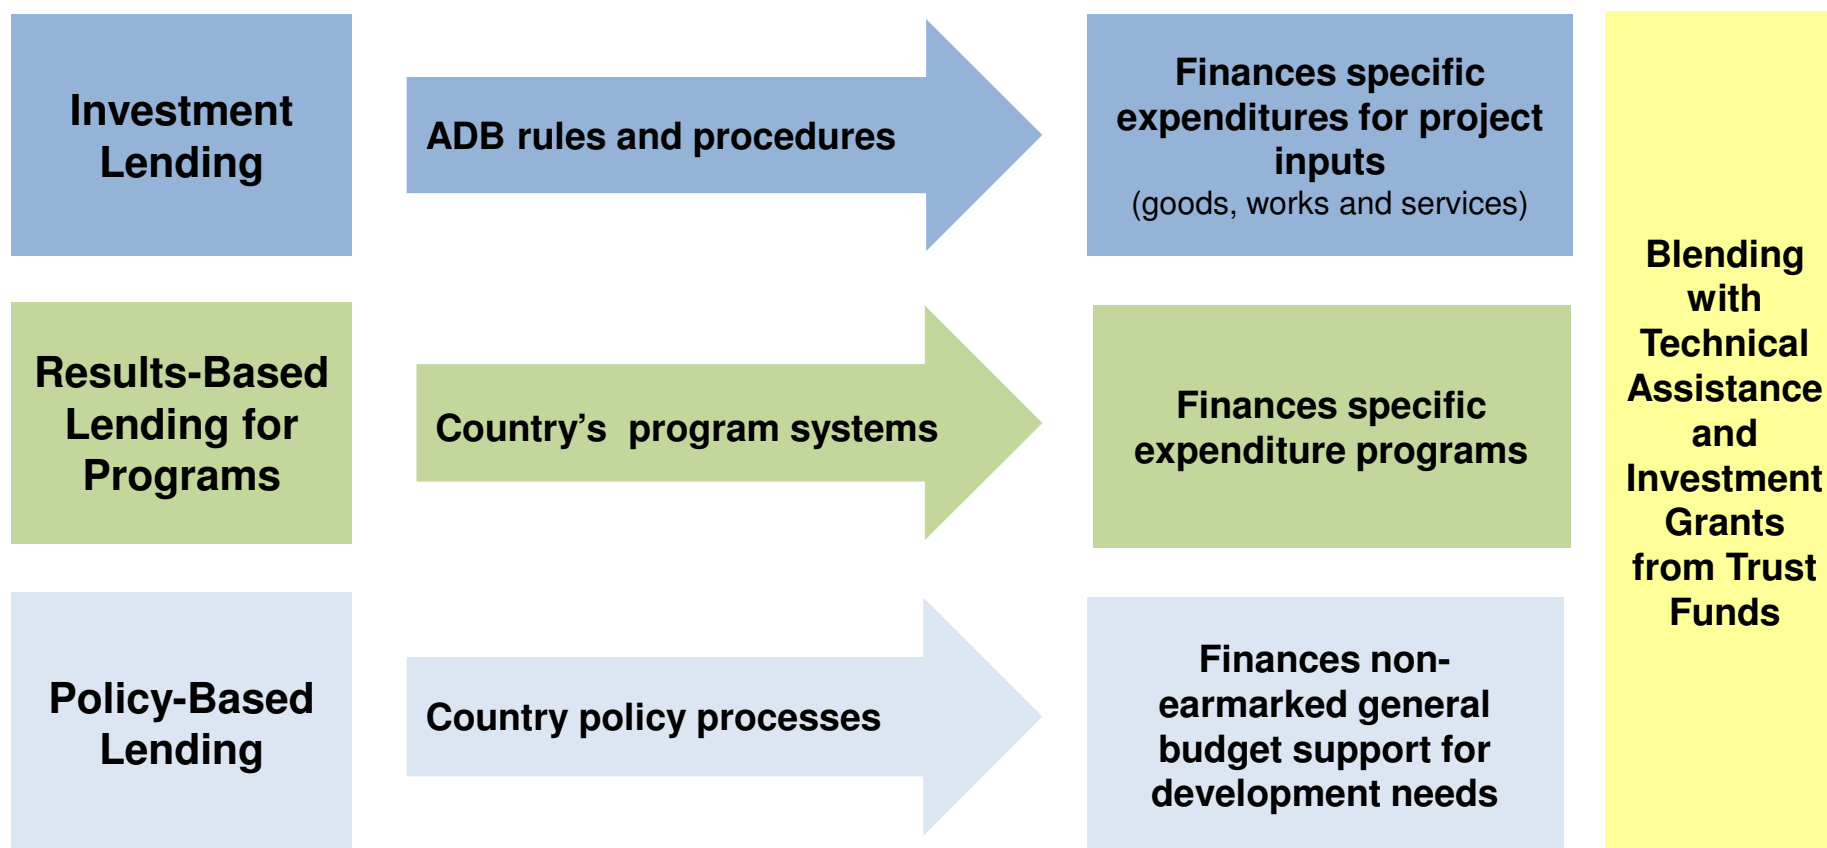 Investment
Lending
ADB rules and procedures
Finances specific
expenditures for project
inputs
(goods, works and services)
Results-Based
Lending for
Programs
Country’s  program systems
Finances specific
expenditure programs
Policy-Based
Lending
Country policy processes
Finances non-
earmarked general
budget support for
development needs
Blending
with
Technical
Assistance
and
Investment
Grants
from Trust
Funds